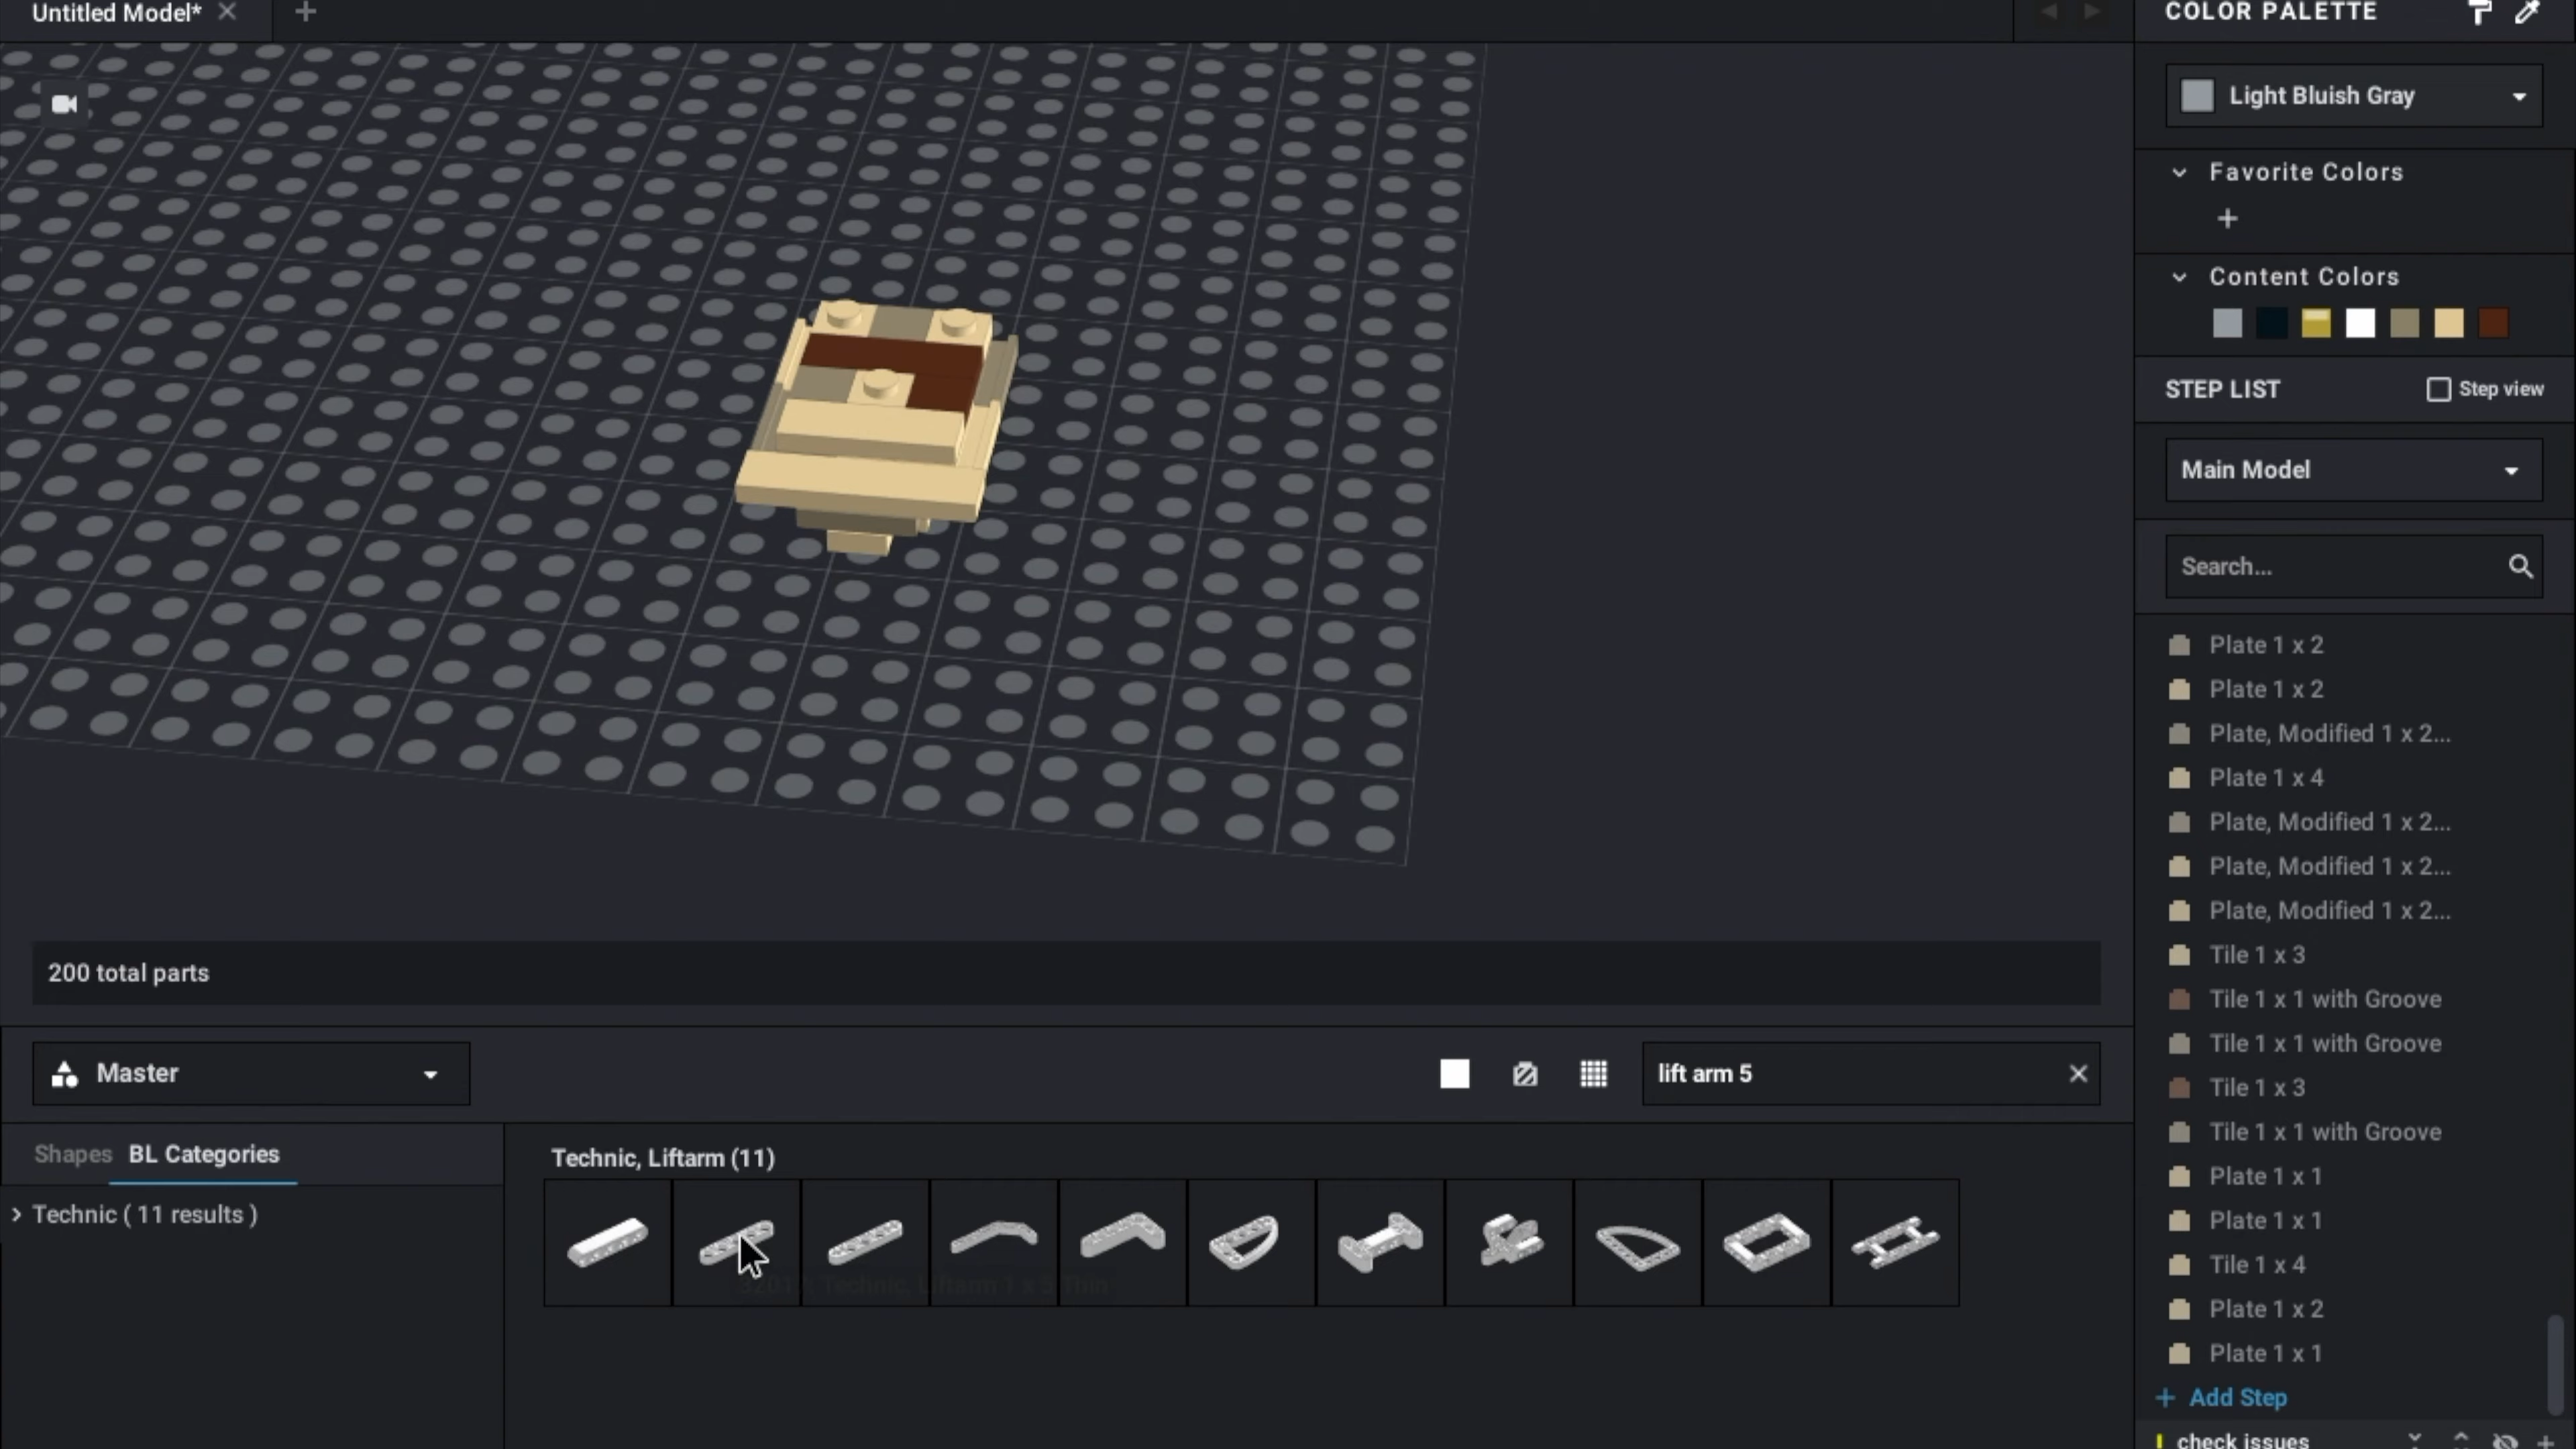 Untitled Model*
COLOR PALETTE
Light Bluish Gray
Favorite Colors
Content Colors
STEP LIST
Step view
Main Model
Search...
Plate 1 x 2
Plate 1 x 2
Plate, Modified 1 x 2...
Plate 1 x 4
Plate, Modified 1 x 2...
Plate, Modified 1 x 2...
Plate, Modified 1 x 2...
Tile 1 x 3
Tile 1 x 1 with Groove
Tile 1 x 1 with Groove
Tile 1 x 3
Tile 1 x 1 with Groove
Plate 1 x 1
Plate 1 x 1
Tile 1 x 4
Plate 1 x 2
Plate 1 x 1
+ Add Step
check issues
200 total parts
Master
lift arm 5
Shapes
BL Categories
Technic ( 11 results )
Technic, Liftarm (11)